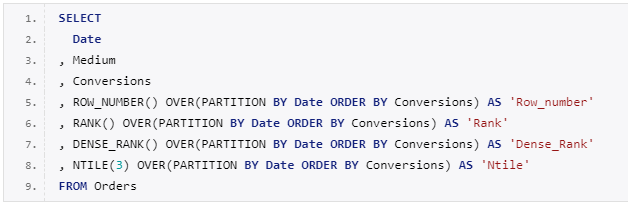 1. SELECT
2. Date
3. , Medium
4. , Conversions
5. , ROW_NUMBER() OVER(PARTITION BY Date ORDER BY Conversions) AS 'Row_number'
6. , RANK() OVER(PARTITION BY Date ORDER BY Conversions) AS 'Rank'
7. , DENSE_RANK() OVER(PARTITION BY Date ORDER BY Conversions) AS 'Dense_Rank'
8. , NTILE(3) OVER(PARTITION BY Date ORDER BY Conversions) AS 'Ntile'
9. FROM Orders